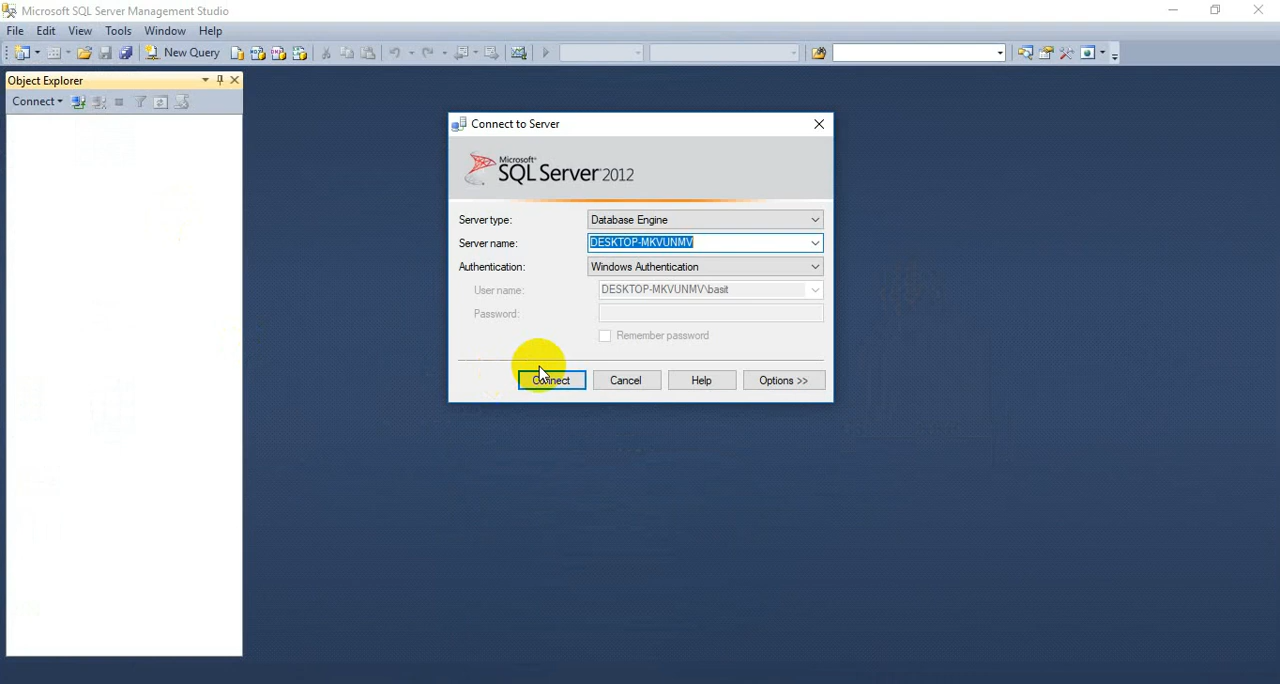 Microsoft SQL Server Management Studio
File Edit View Tools Window Help
New Query
Object Explorer
Connect
Connect to Server
Microsoft
SQL Server 2012
Server type: Database Engine
Server name: DESKTOP-MKVUNMV
Authentication: Windows Authentication
User name: DESKTOP-MKVUNMV\basit
Password:
Remember password
Connect Cancel Help Options >>